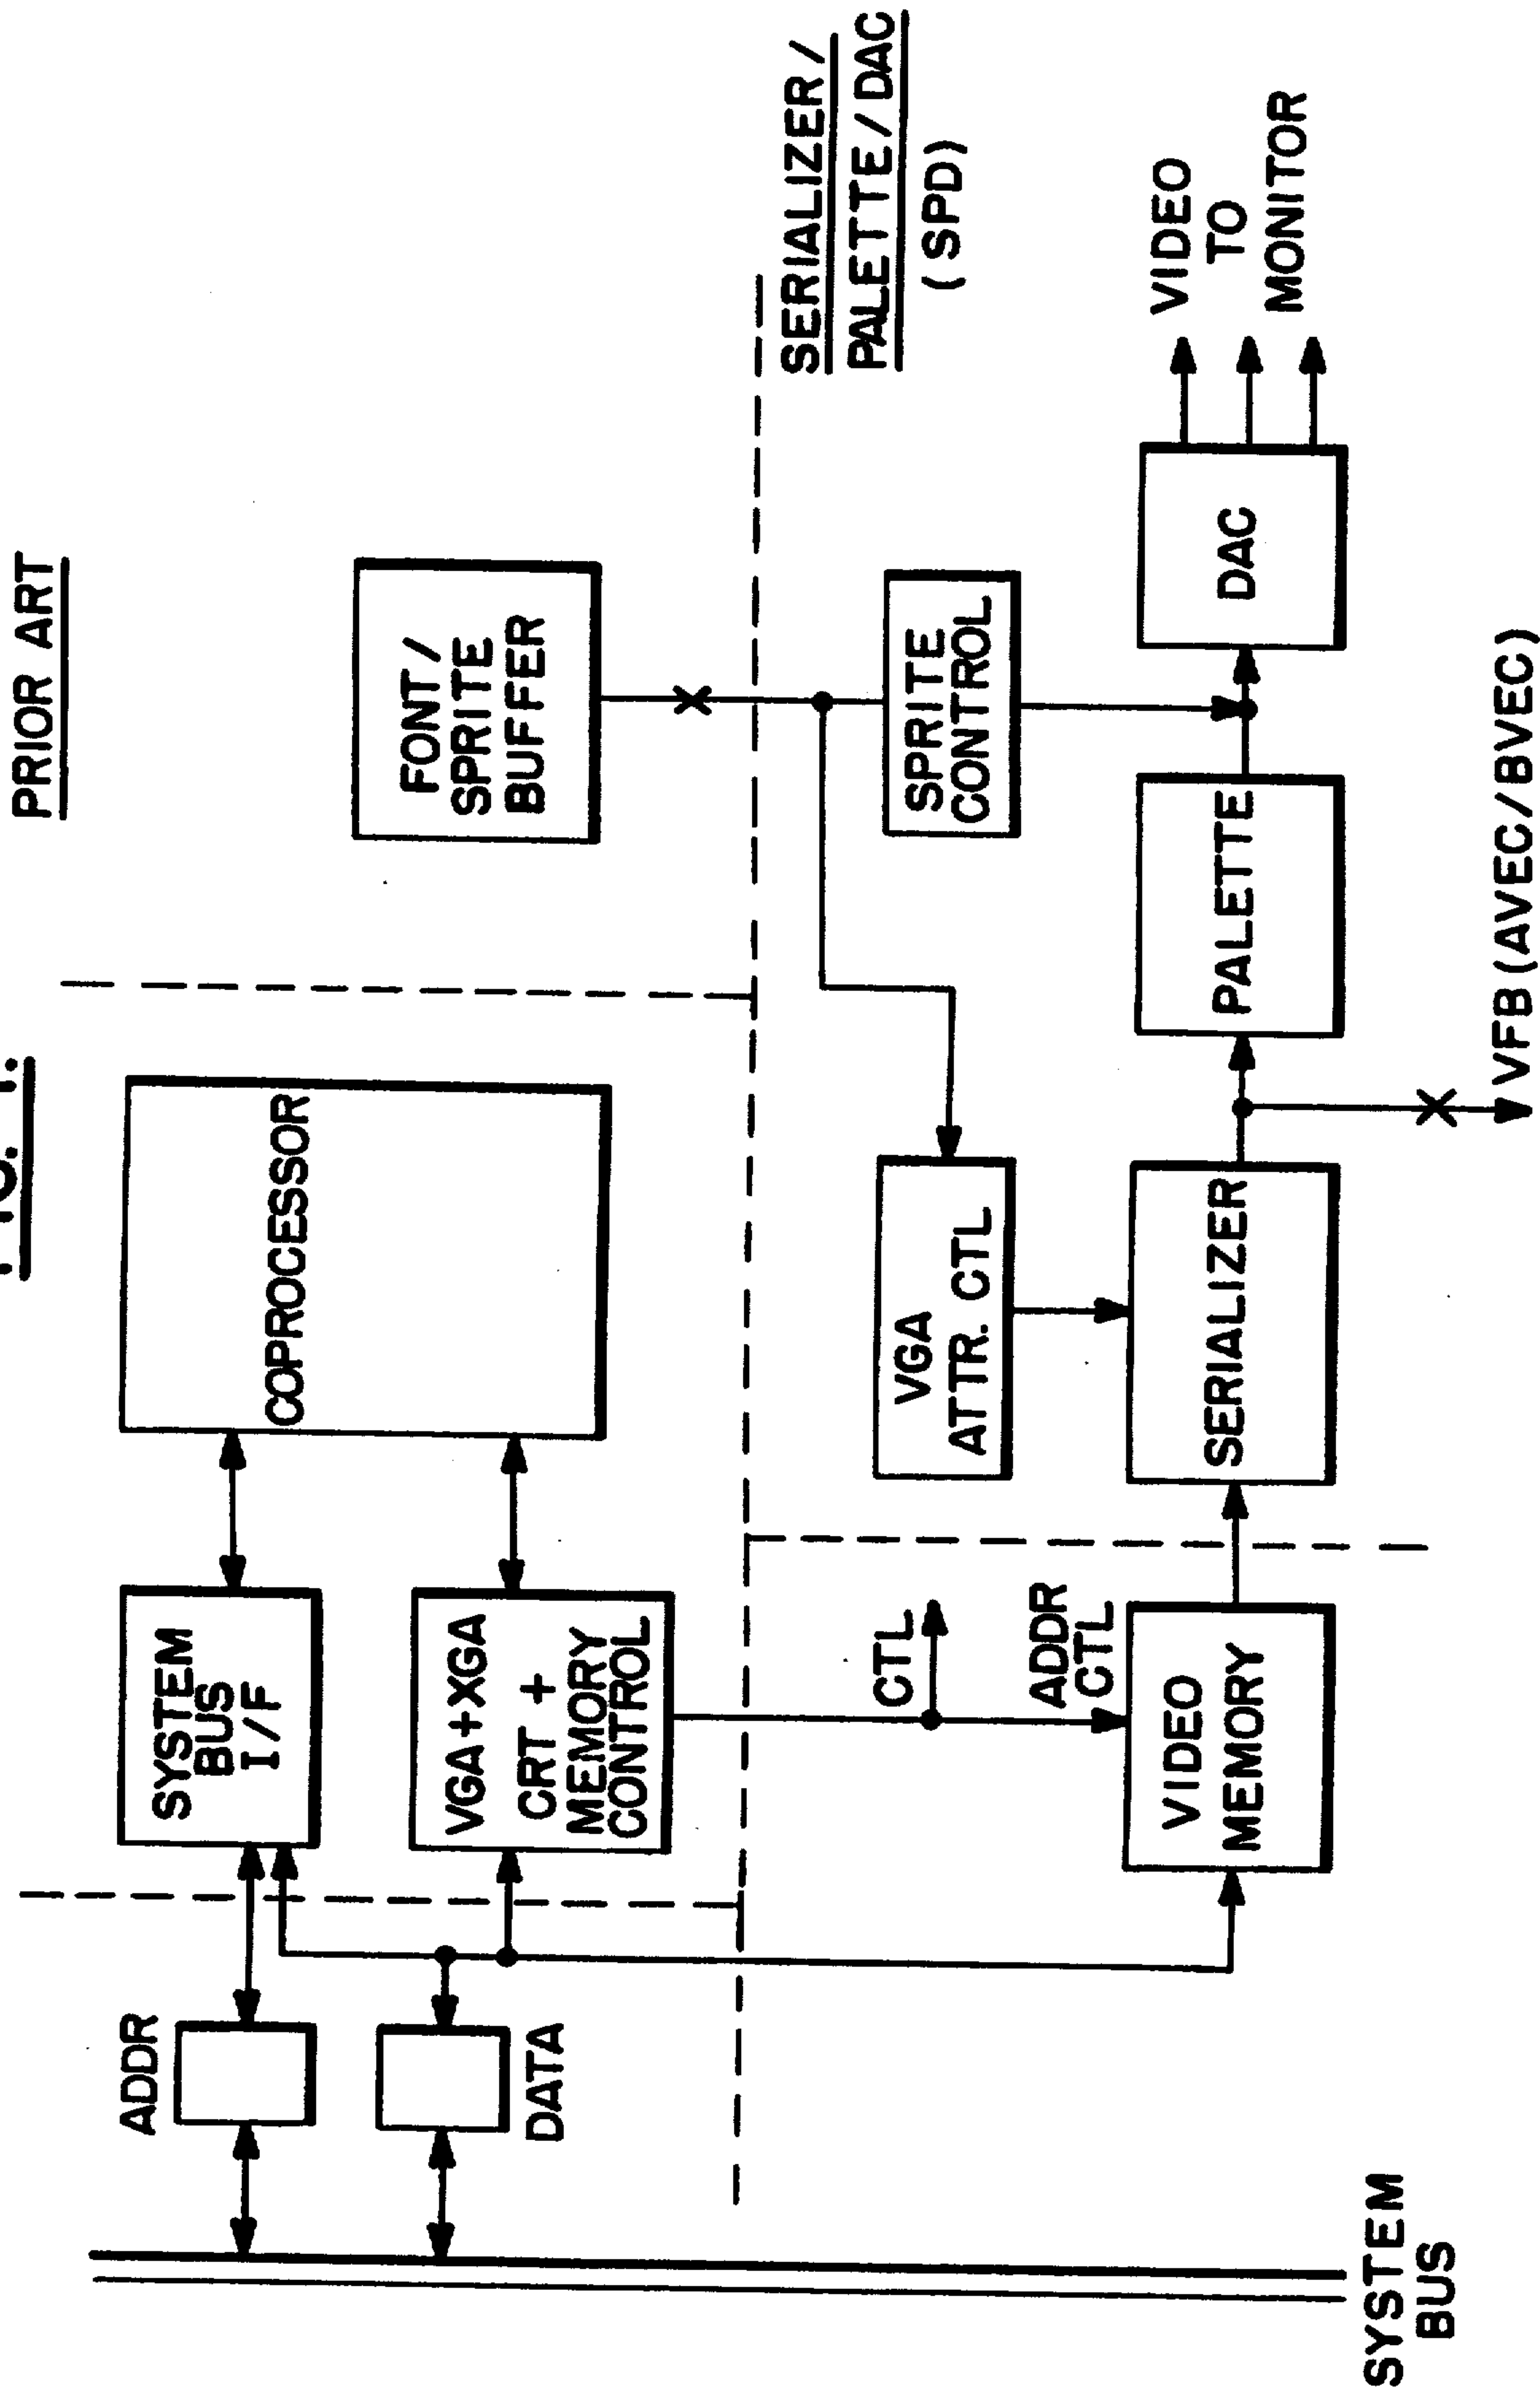 PRIOR ART
COPROCESSOR
FONT/
SPRITE
BUFFER
SYSTEM
BUS
I/F
ADDR
VGA+XGA
CRT +
MEMORY
CONTROL
DATA
SERIALIZER/
PALETTE/DAC
(SPD)
CTL
ADDR
CTL
VGA
ATTR. CTL
SPRITE
CONTROL
VIDEO
MEMORY
SERIALIZER
PALETTE
DAC
VIDEO
TO
MONITOR
SYSTEM
BUS
VFB (AVEC/BVEC)